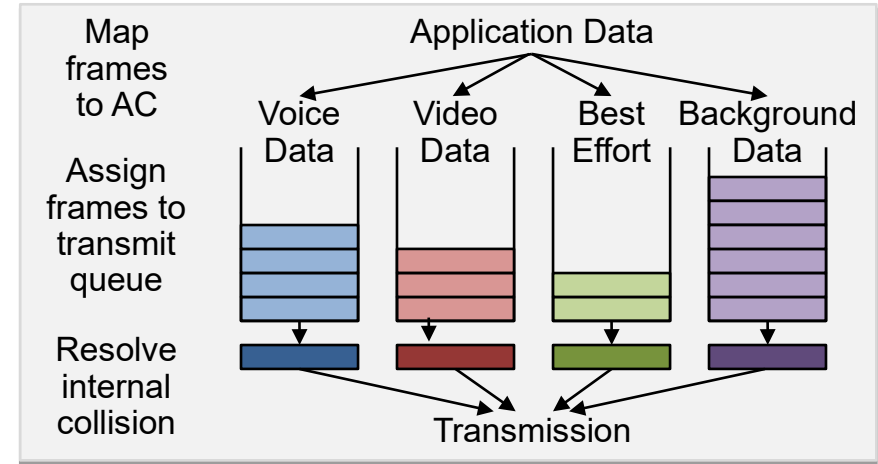 Map
frames
to AC
Application Data
Voice
Data
Video
Data
Best
Effort
Background
Data
Assign
frames to
transmit
queue
Resolve
internal
collision
Transmission